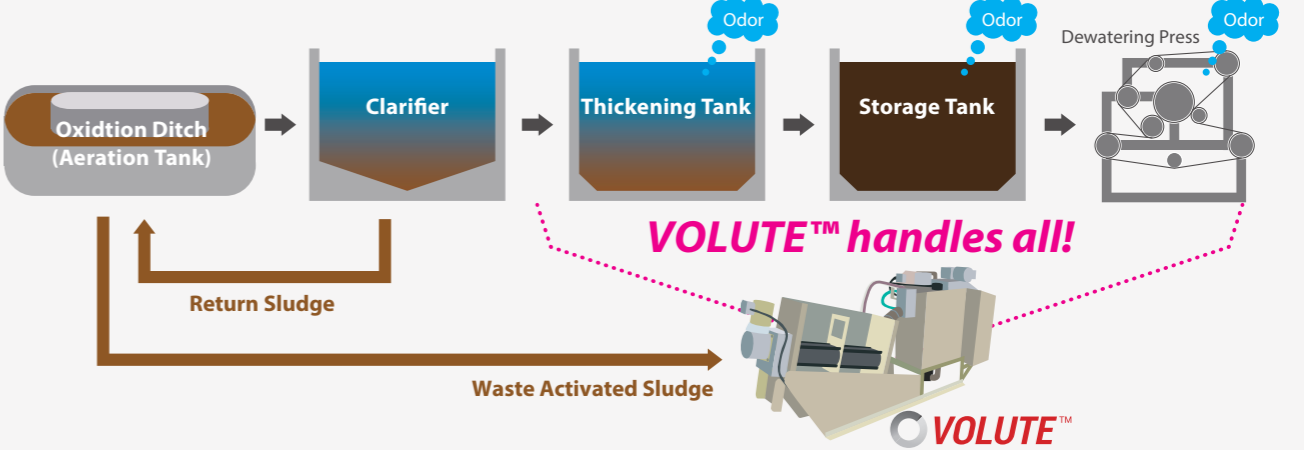 Odor
Odor
Odor
Dewatering Press
Oxidtion Ditch
(Aeration Tank)
Clarifier
Thickening Tank
Storage Tank
VOLUTE™ handles all!
Return Sludge
Waste Activated Sludge
VOLUTE™